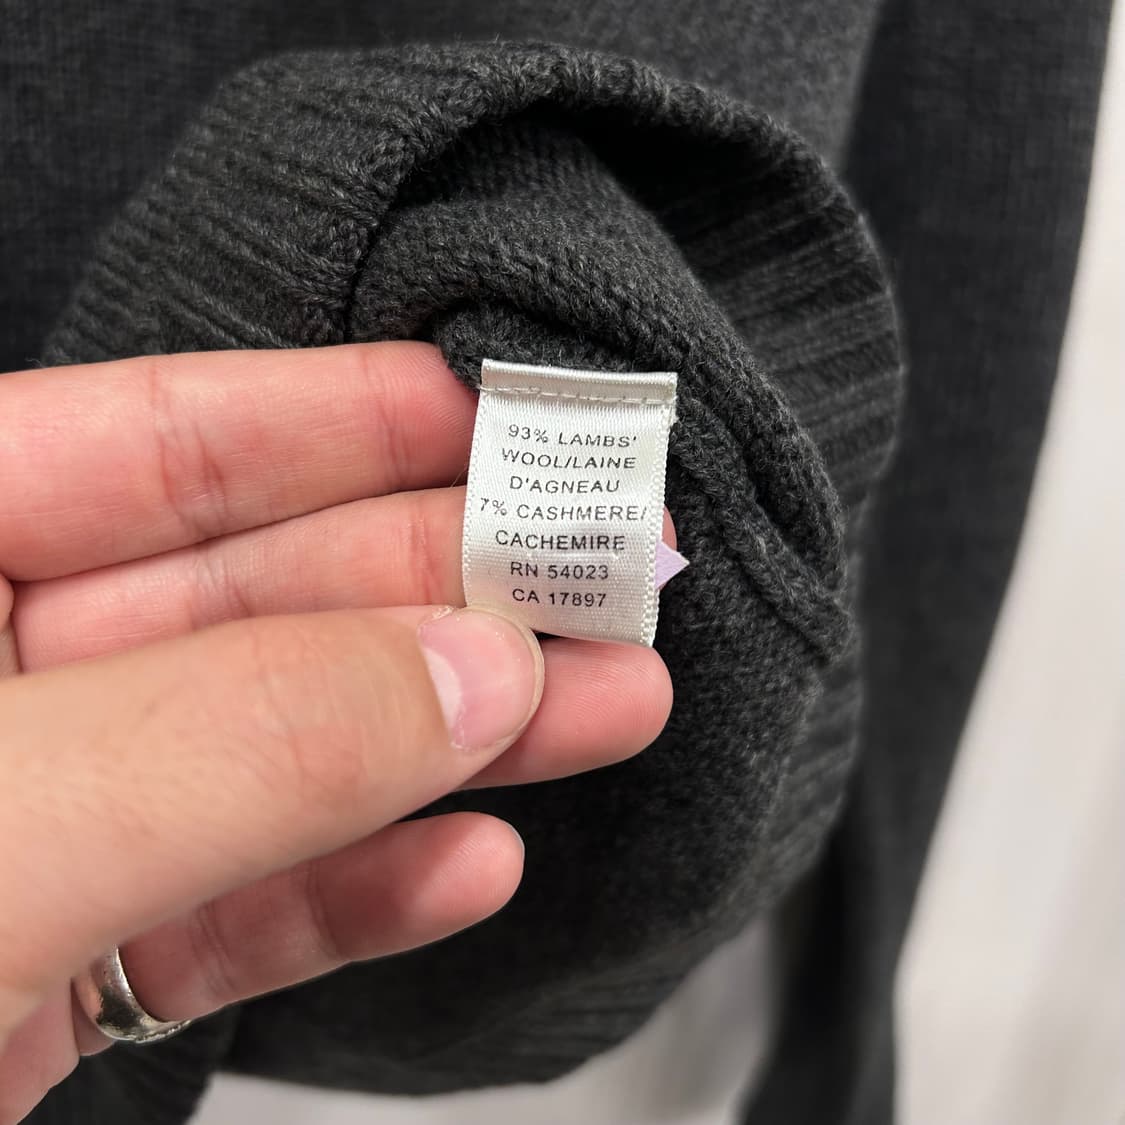 93% LAMBS'
WOOL/LAINE
D'AGNEAU
7% CASHMERE/
CACHEMIRE
RN 54023
CA 17897